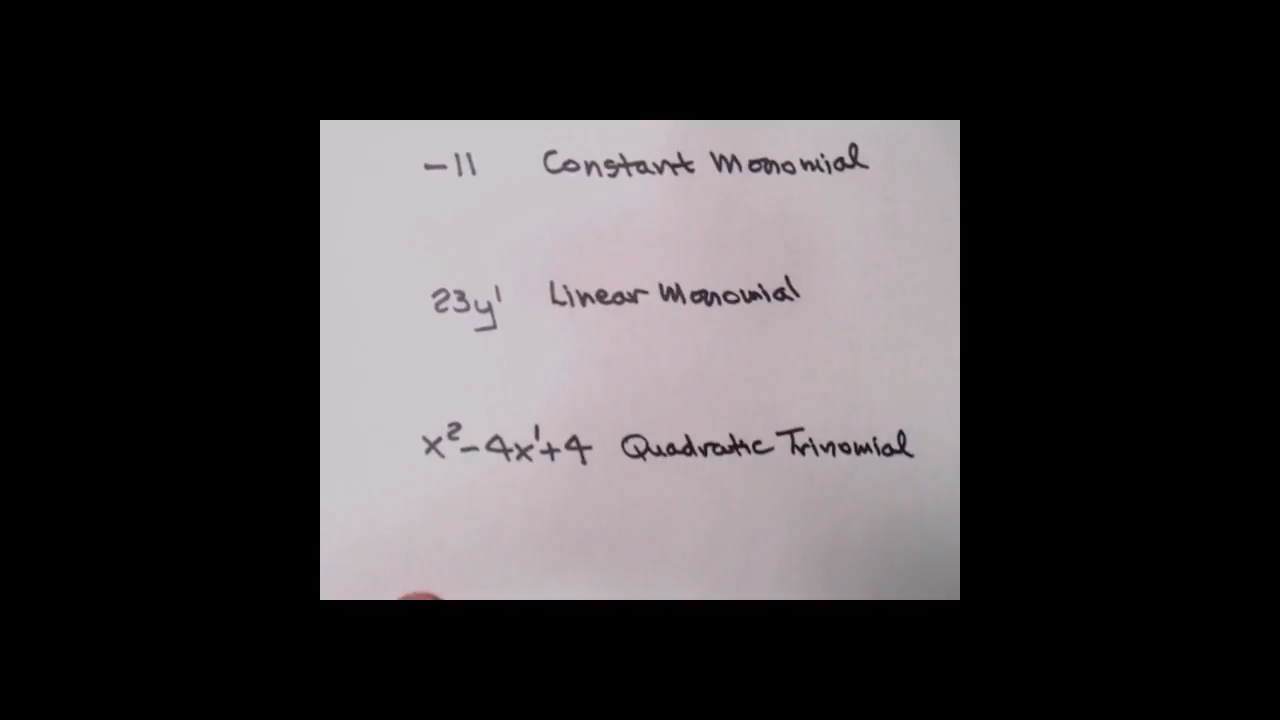 -11 Constant Monomial
23y¹ Linear Monomial
x²-4x¹+4 Quadratic Trinomial